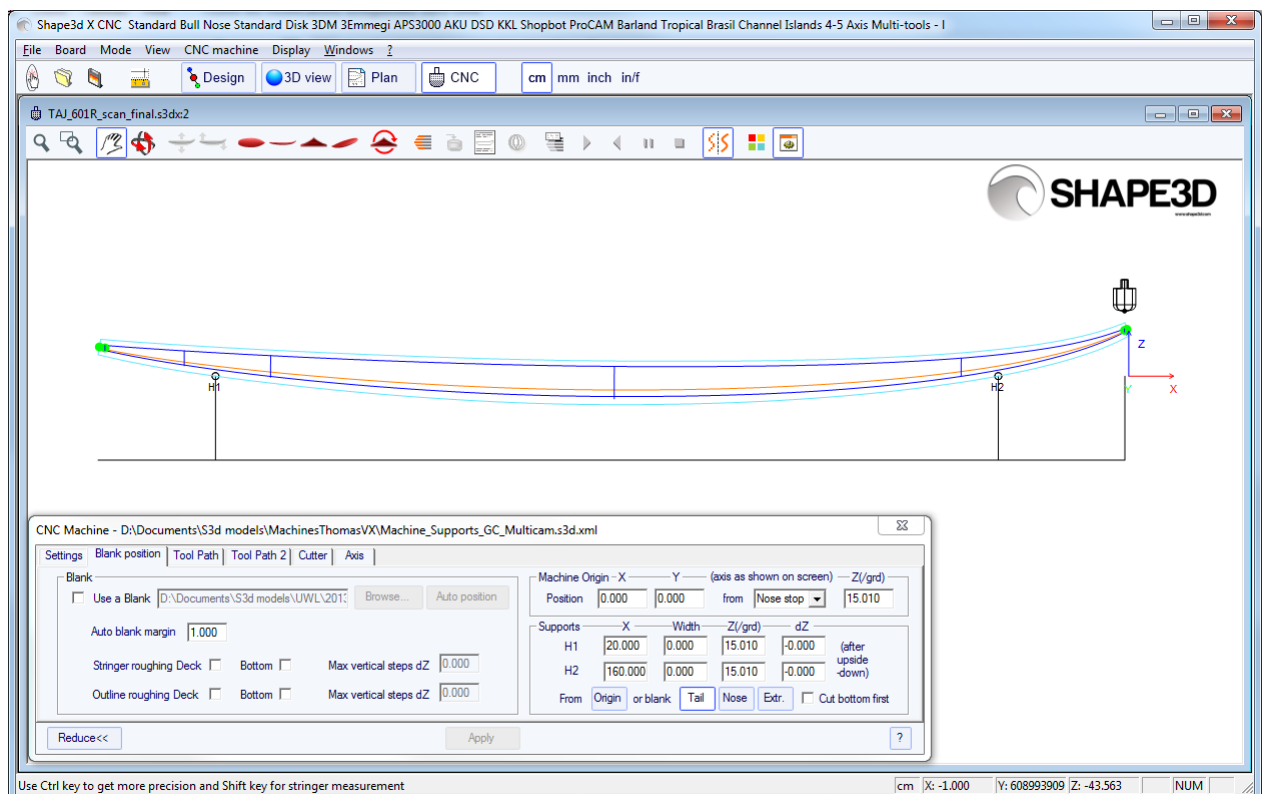 Shape3d X CNC Standard Bull Nose Standard Disk 3DM 3Emmegi APS3000 AKU DSD KKL Shopbot ProCAM Barland Tropical Brasil Channel Islands 4-5 Axis Multi-tools - I
File Board Mode View CNC machine Display Windows ?
Design 3D view Plan CNC cm mm inch in/f
TAJ_601R_scan_final.s3dx:2
SHAPE3D
www.shape3d.com
Z
H1 H2 Y X
CNC Machine - D:\Documents\S3d models\MachinesThomasVX\Machine_Supports_GC_Multicam.s3d.xml
Settings Blank position Tool Path Tool Path 2 Cutter Axis
Blank
Use a Blank D:\Documents\S3d models\UWL\201: Browse... Auto position
Auto blank margin 1.000
Stringer roughing Deck Bottom Max vertical steps dZ 0.000
Outline roughing Deck Bottom Max vertical steps dZ 0.000
Machine Origin - X Y (axis as shown on screen) Z(/grd)
Position 0.000 0.000 from Nose stop 15.010
Supports X Width Z(/grd) dZ
H1 20.000 0.000 15.010 -0.000 (after
upside
H2 160.000 0.000 15.010 -0.000 -down)
From Origin or blank Tail Nose Extr. Cut bottom first
Reduce<< Apply ?
Use Ctrl key to get more precision and Shift key for stringer measurement cm X: -1.000 Y: 608993909 Z: -43.563 NUM